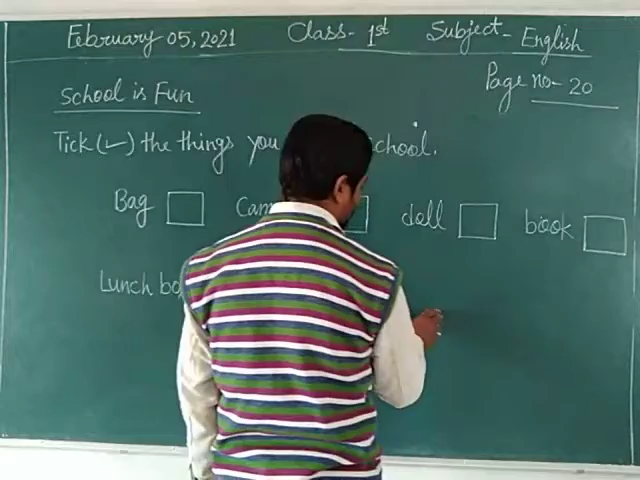 February 05, 2021 Class- 1st Subject- English
Page no- 20
School is Fun
Tick (✓) the things you school.
Bag doll book
Lunch